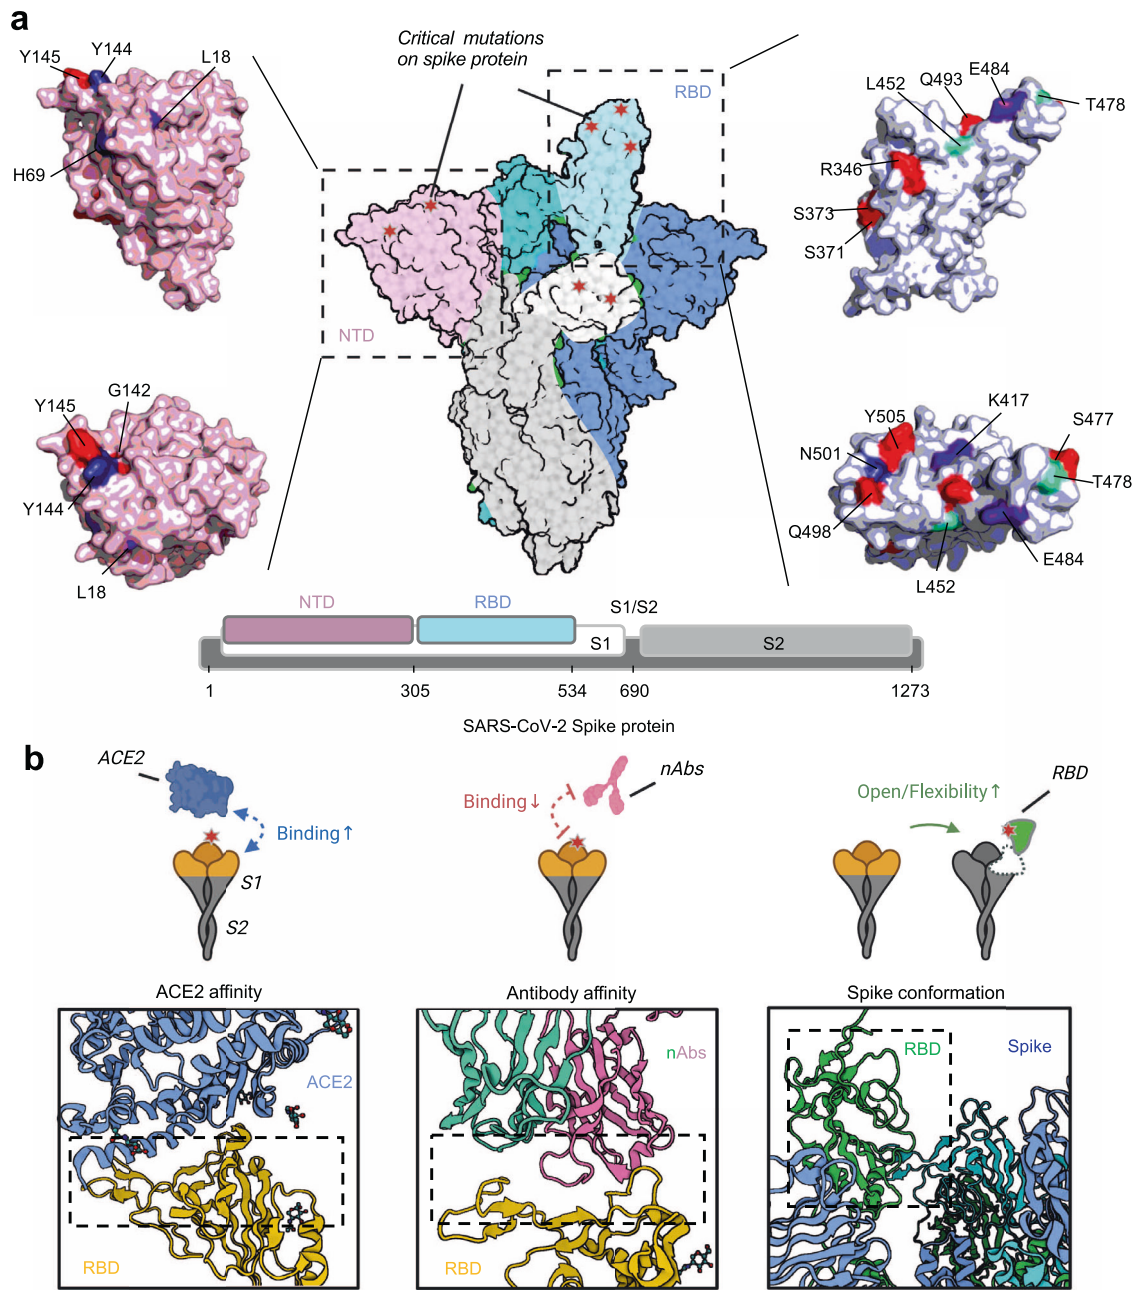 a
Critical mutations
on spike protein
Y145
Y144
L18
H69
RBD
L452
Q493
E484
T478
R346
S373
S371
NTD
Y145
G142
Y144
L18
Y505
K417
S477
N501
T478
Q498
E484
L452
NTD
RBD
S1/S2
S1
S2
1
305
534
690
1273
SARS-CoV-2 Spike protein
b
ACE2
Binding↑
S1
S2
nAbs
Binding↓
RBD
Open/Flexibility↑
ACE2 affinity
Antibody affinity
Spike conformation
ACE2
RBD
nAbs
RBD
RBD
Spike